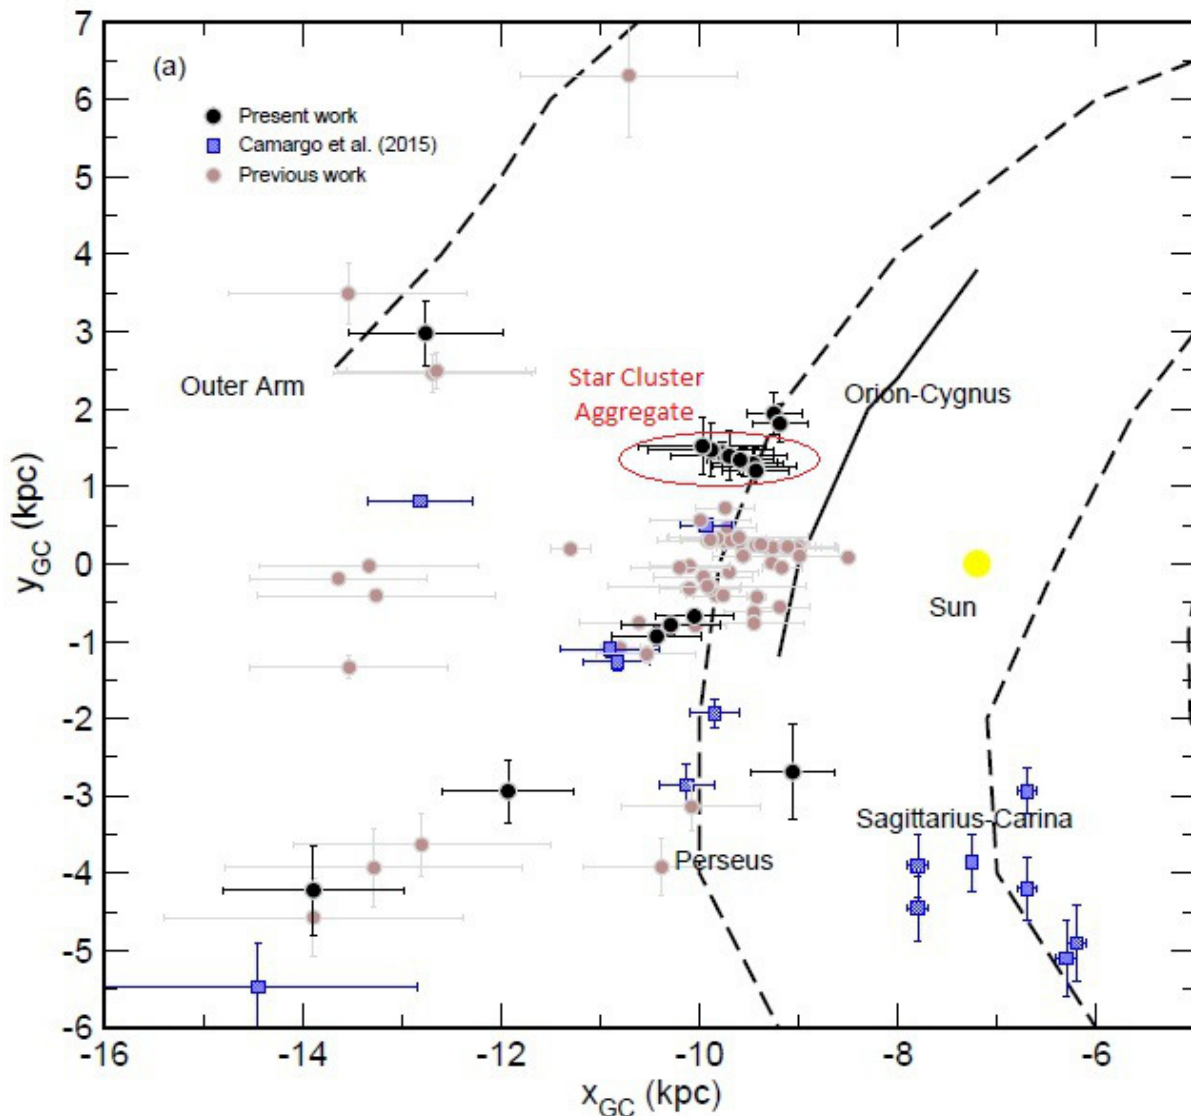 (a)
Present work
Camargo et al. (2015)
Previous work
Outer Arm
Star Cluster
Aggregate
Orion-Cygnus
Sun
Sagittarius-Carina
Perseus
7
6
5
4
3
2
1
0
-1
-2
-3
-4
-5
-6
y_GC (kpc)
-16 -14 -12 -10 -8 -6
x_GC (kpc)